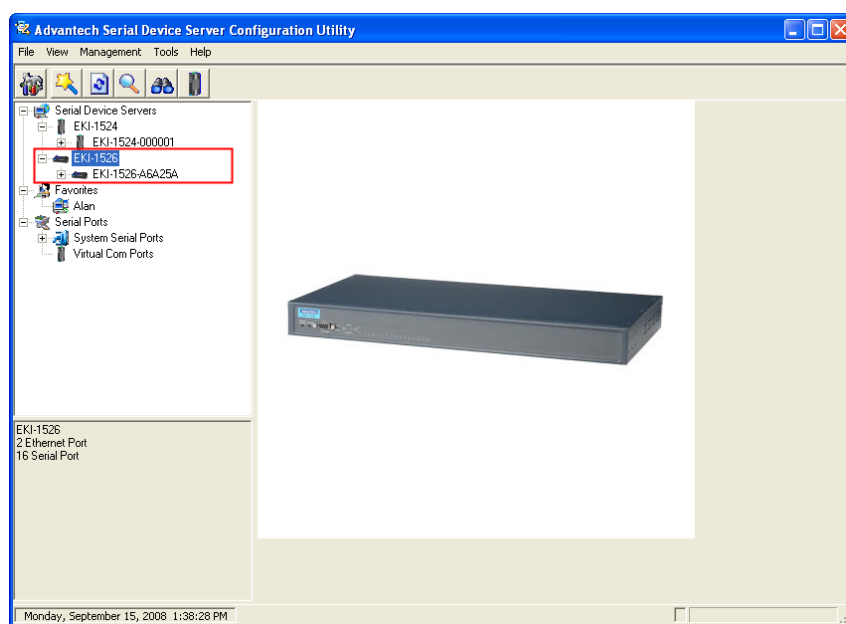 Advantech Serial Device Server Configuration Utility
File View Management Tools Help
Serial Device Servers
EKI-1524
EKI-1524-000001
EKI-1526
EKI-1526-A6A25A
Favorites
Alan
Serial Ports
System Serial Ports
Virtual Com Ports
EKI-1526
2 Ethernet Port
16 Serial Port
Monday, September 15, 2008 1:38:28 PM